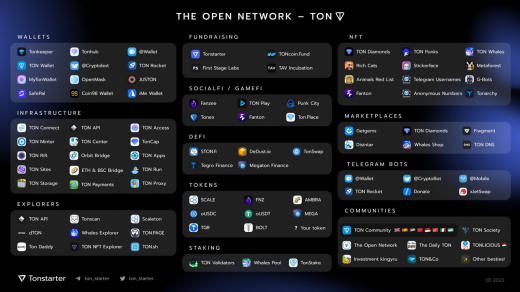 THE OPEN NETWORK – TON
WALLETS
Tonkeeper Tonhub @Wallet
TON Wallet @Cryptobot TON Rocket
MyTonWallet OpenMask JUSTON
SafePal Coin98 Wallet iMe Wallet
INFRASTRUCTURE
TON Connect TON API TON Access
TON Minter TON Center TonCap
TON Fift Orbit Bridge TON Apps
TON Sites ETH & BSC Bridge TON Run
TON Storage TON Payments TON Proxy
EXPLORERS
TON API Tonscan Scaleton
dTON Whales Explorer TON PAGE
Ton Daddy TON NFT Explorer TON.sh
FUNDRAISING
Tonstarter TONcoin.Fund
FS First Stage Labs TAV Incubation
SOCIALFI / GAMEFI
Fanzee TON Play Punk City
Tonex Fanton Ton.Place
DEFI
STON.fi DeDust.io TonSwap
Tegro Finance Megaton Finance
TOKENS
SCALE FNZ AMBRA
oUSDC oUSDT MEGA
TGR BOLT ? Your token
STAKING
TON Validators Whales Pool TonStake
NFT
TON Diamonds TON Punks TON Whales
Rich Cats Stickerface Metaforest
Animals Red List Telegram Usernames G-Bots
Fanton Anonymous Numbers Tonarchy
MARKETPLACES
Getgems TON Diamonds Fragment
Disintar Whales Shop TON DNS
TELEGRAM BOTS
@Wallet @CryptoBot @Mobile
TON Rocket Donate xJetSwap
COMMUNITIES
TON Community TON Society
The Open Network The Daily TON TONLICIOUS
Investment kingyru TON&Co Other besties!
Tonstarter ton_starter ton_starter
Q1 2023